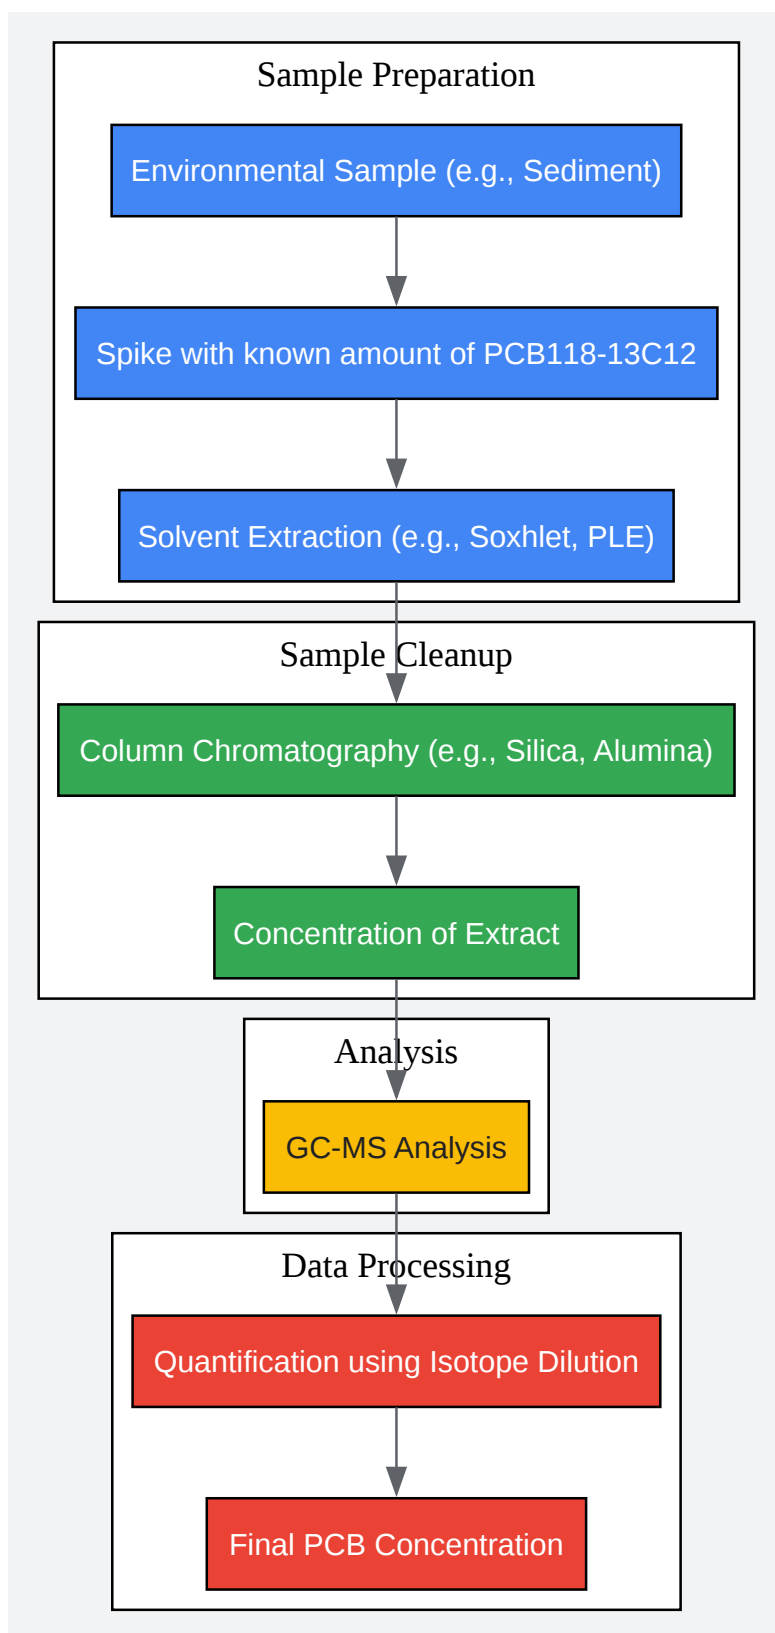 Sample Preparation
Environmental Sample (e.g., Sediment)
Spike with known amount of PCB118-13C12
Solvent Extraction (e.g., Soxhlet, PLE)
Sample Cleanup
Column Chromatography (e.g., Silica, Alumina)
Concentration of Extract
Analysis
GC-MS Analysis
Data Processing
Quantification using Isotope Dilution
Final PCB Concentration